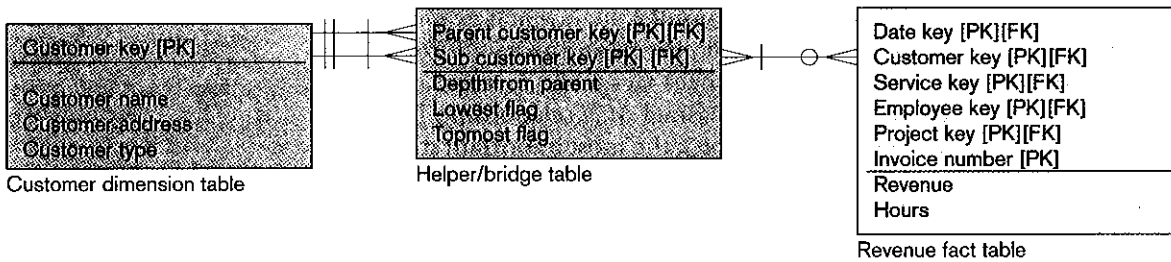 Customer key [PK]
Customer name
Customer address
Customer type
Customer dimension table
Parent customer key [PK][FK]
Sub customer key [PK] [FK]
Depth from parent
Lowest flag
Topmost flag
Helper/bridge table
Date key [PK][FK]
Customer key [PK][FK]
Service key [PK][FK]
Employee key [PK][FK]
Project key [PK][FK]
Invoice number [PK]
Revenue
Hours
Revenue fact table